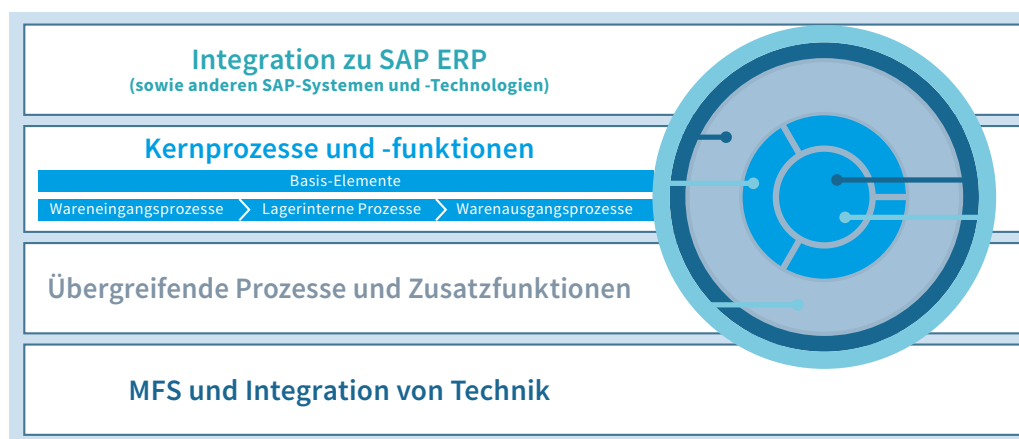 Integration zu SAP ERP
(sowie anderen SAP-Systemen und -Technologien)
Kernprozesse und -funktionen
Basis-Elemente
Wareneingangsprozesse Lagerinterne Prozesse Warenausgangsprozesse
Übergreifende Prozesse und Zusatzfunktionen
MFS und Integration von Technik